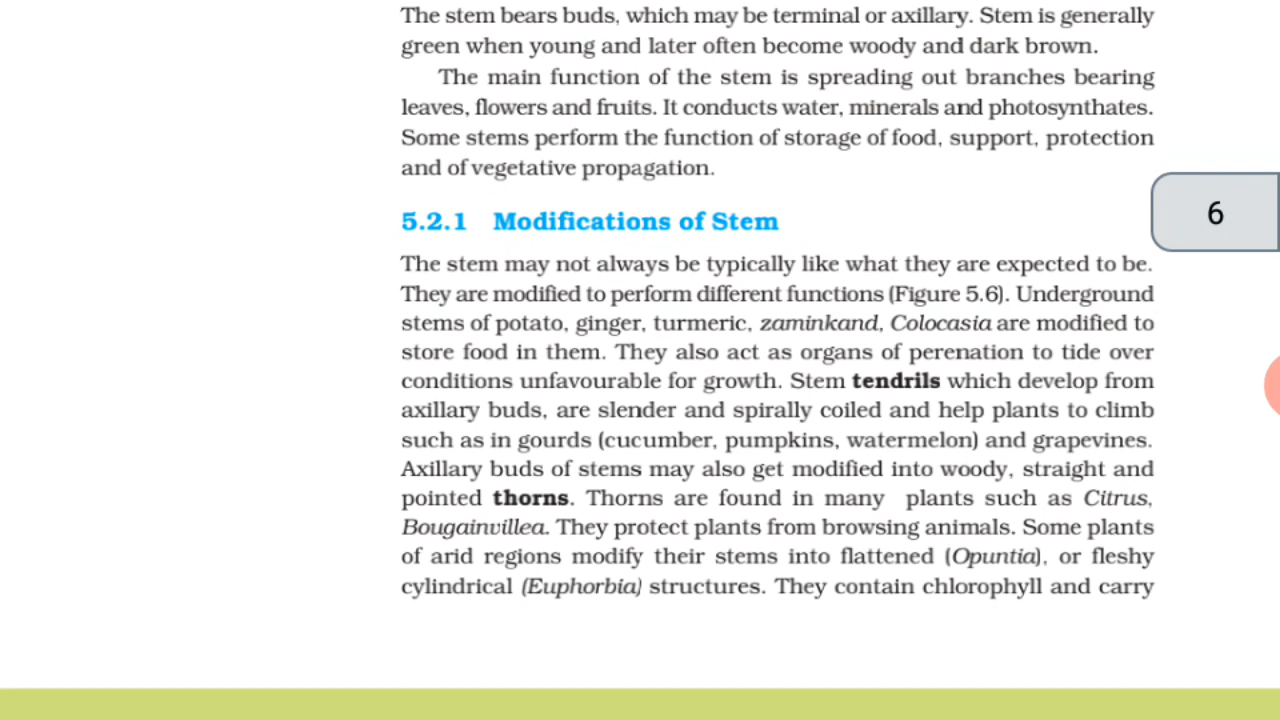 The stem bears buds, which may be terminal or axillary. Stem is generally
green when young and later often become woody and dark brown.
The main function of the stem is spreading out branches bearing
leaves, flowers and fruits. It conducts water, minerals and photosynthates.
Some stems perform the function of storage of food, support, protection
and of vegetative propagation.
6
5.2.1 Modifications of Stem
The stem may not always be typically like what they are expected to be.
They are modified to perform different functions (Figure 5.6). Underground
stems of potato, ginger, turmeric, zaminkand, Colocasia are modified to
store food in them. They also act as organs of perenation to tide over
conditions unfavourable for growth. Stem tendrils which develop from
axillary buds, are slender and spirally coiled and help plants to climb
such as in gourds (cucumber, pumpkins, watermelon) and grapevines.
Axillary buds of stems may also get modified into woody, straight and
pointed thorns. Thorns are found in many plants such as Citrus,
Bougainvillea. They protect plants from browsing animals. Some plants
of arid regions modify their stems into flattened (Opuntia), or fleshy
cylindrical (Euphorbia) structures. They contain chlorophyll and carry